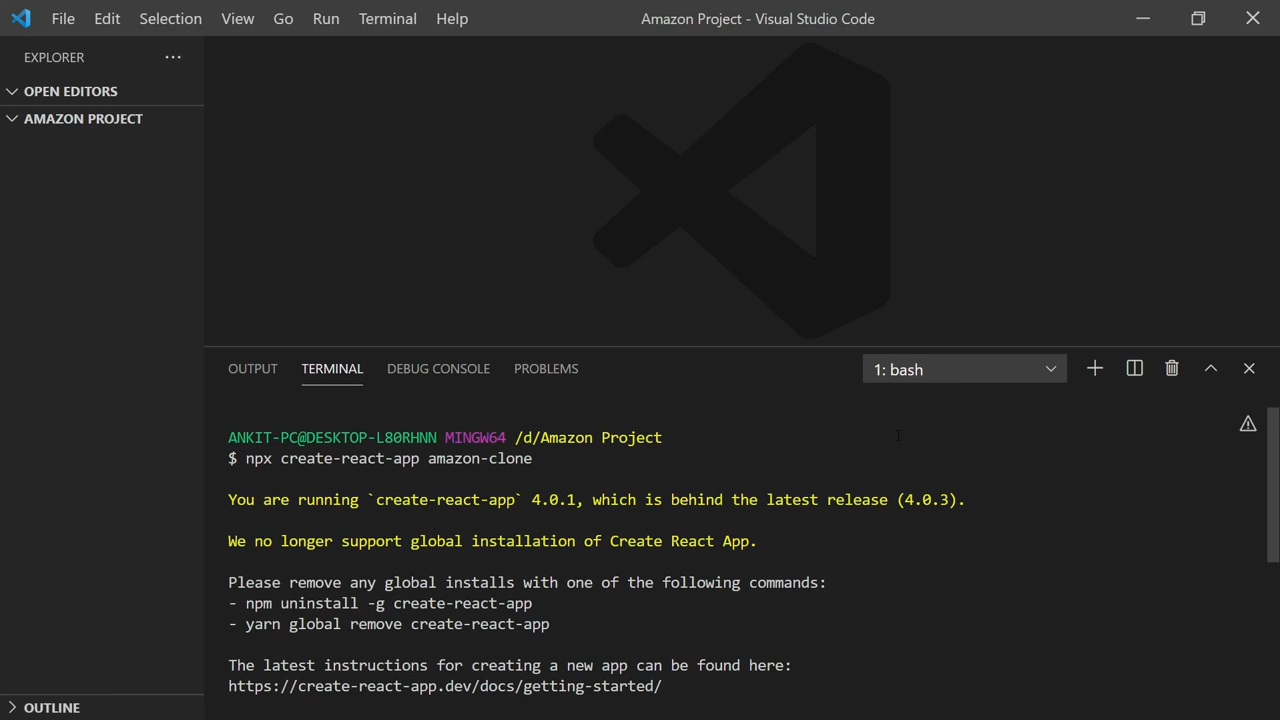 File Edit Selection View Go Run Terminal Help Amazon Project - Visual Studio Code
EXPLORER
OPEN EDITORS
AMAZON PROJECT
OUTPUT TERMINAL DEBUG CONSOLE PROBLEMS 1: bash
ANKIT-PC@DESKTOP-L80RHNN MINGW64 /d/Amazon Project
$ npx create-react-app amazon-clone
You are running `create-react-app` 4.0.1, which is behind the latest release (4.0.3).
We no longer support global installation of Create React App.
Please remove any global installs with one of the following commands:
- npm uninstall -g create-react-app
- yarn global remove create-react-app
The latest instructions for creating a new app can be found here:
https://create-react-app.dev/docs/getting-started/
OUTLINE